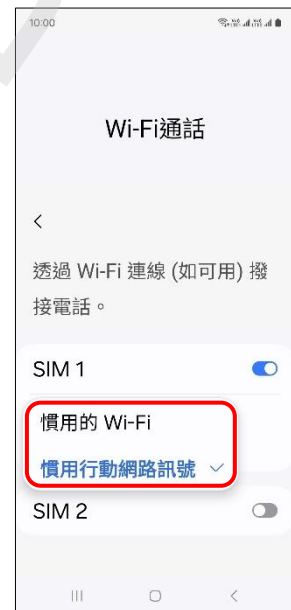 10:00
Wi-Fi通話
透過 Wi-Fi 連線 (如可用) 撥
接電話。
SIM 1
慣用的 Wi-Fi
慣用行動網路訊號
SIM 2